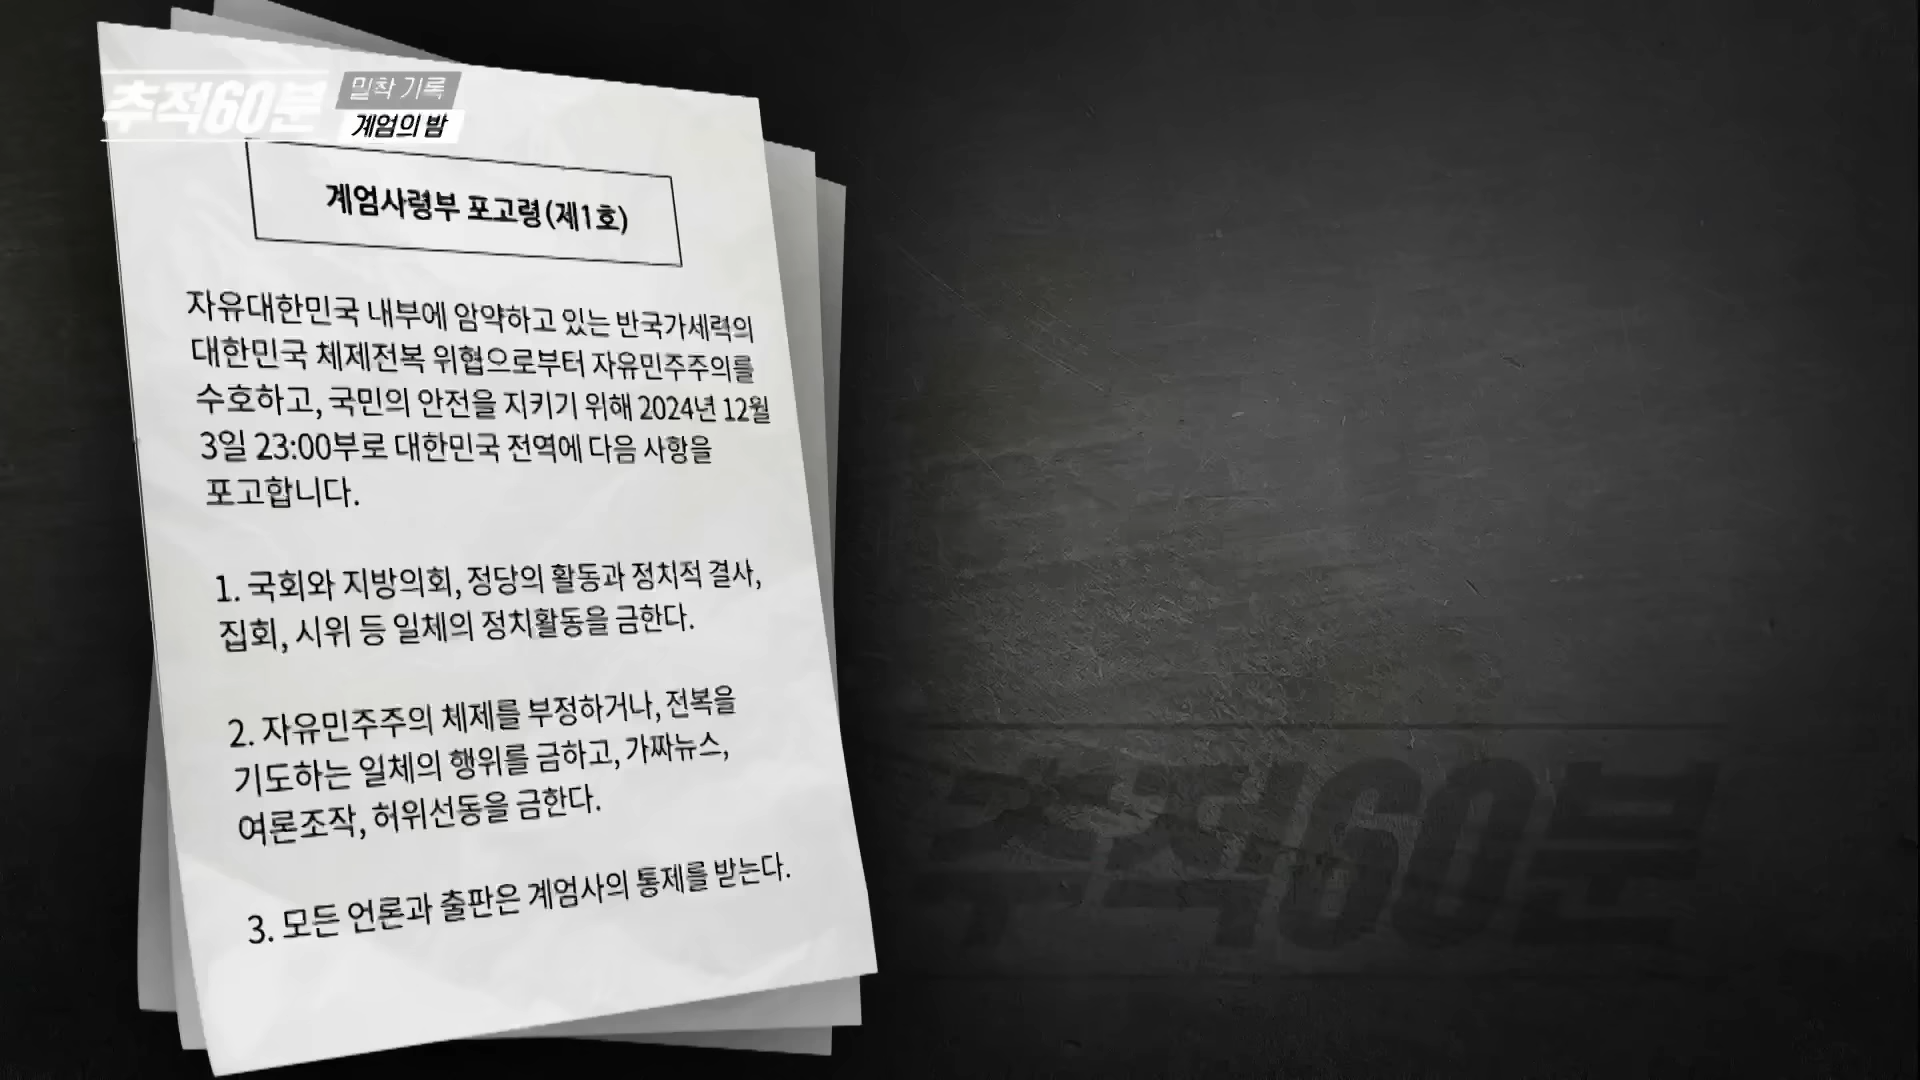 추적60분
밀착 기록
계엄의 밤
계엄사령부 포고령(제1호)
자유대한민국 내부에 암약하고 있는 반국가세력의
대한민국 체제전복 위협으로부터 자유민주주의를
수호하고, 국민의 안전을 지키기 위해 2024년 12월
3일 23:00부로 대한민국 전역에 다음 사항을
포고합니다.
1. 국회와 지방의회, 정당의 활동과 정치적 결사,
집회, 시위 등 일체의 정치활동을 금한다.
2. 자유민주주의 체제를 부정하거나, 전복을
기도하는 일체의 행위를 금하고, 가짜뉴스,
여론조작, 허위선동을 금한다.
3. 모든 언론과 출판은 계엄사의 통제를 받는다.
추적60분